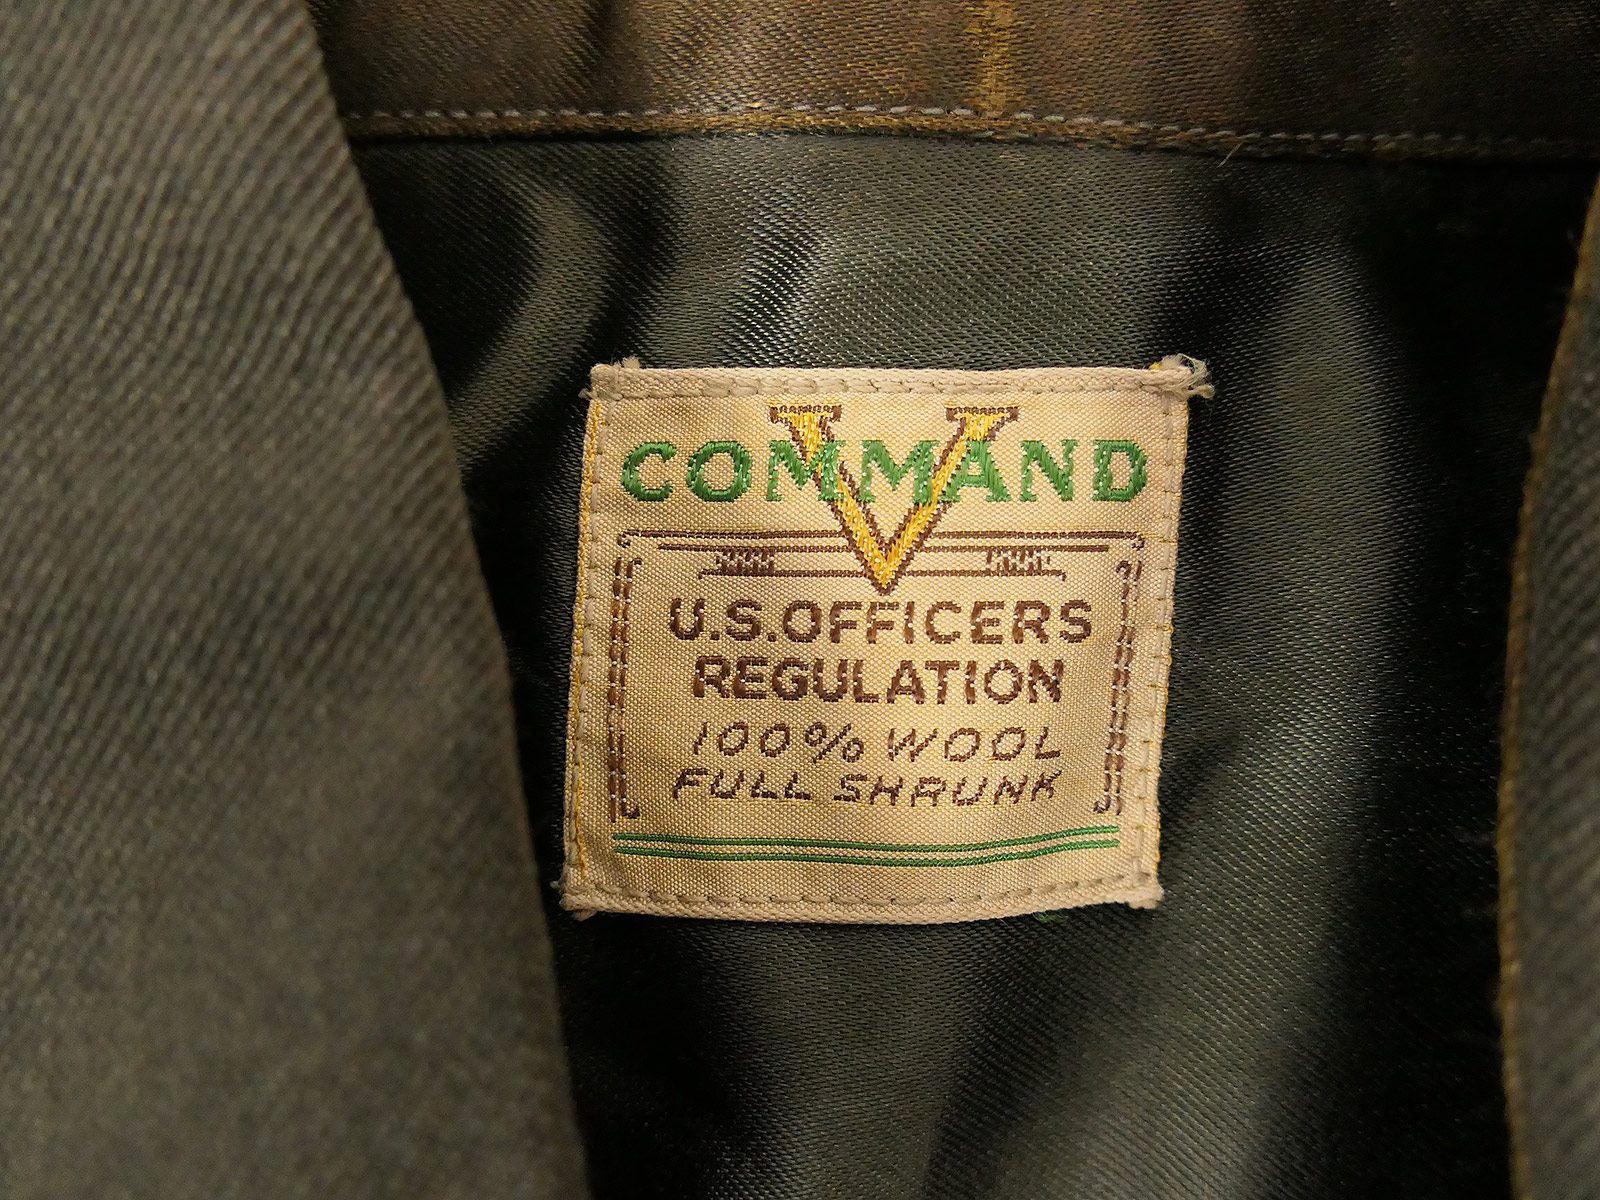 COMMAND
V
U.S. OFFICERS
REGULATION
100% WOOL
FULL SHRUNK